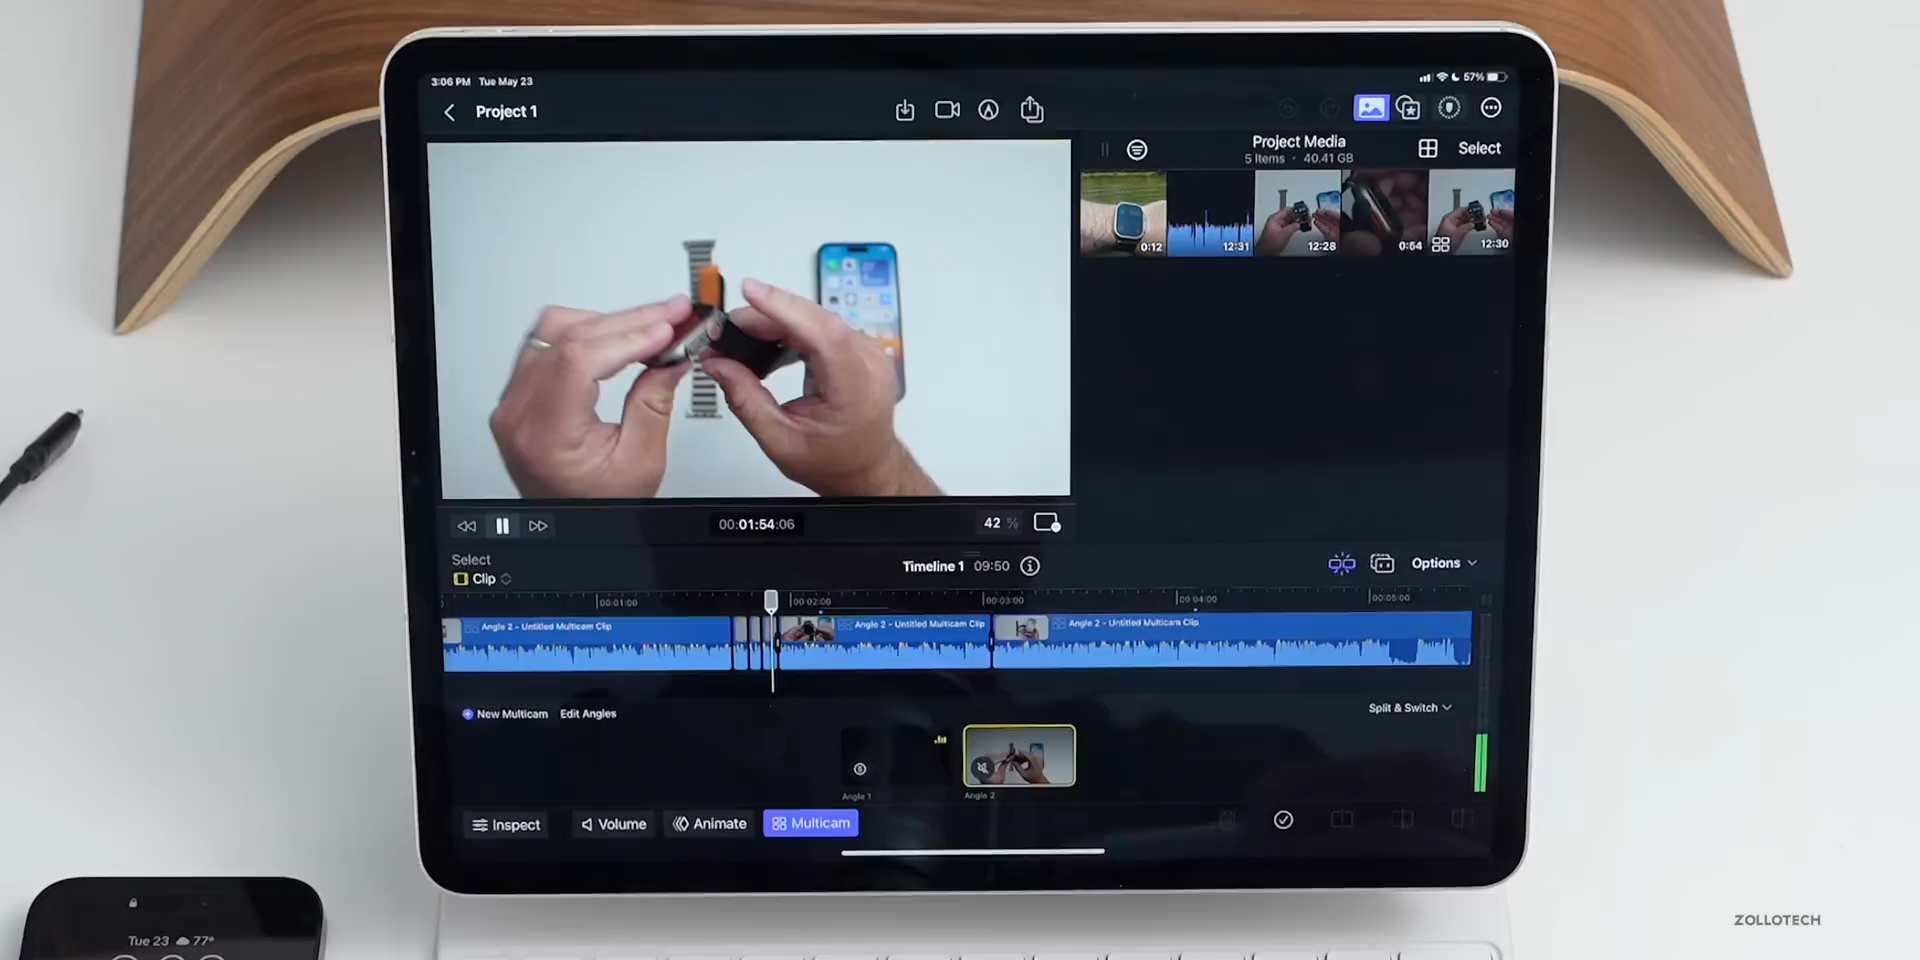 3:06 PM Tue May 23
57%
Project 1
Project Media
5 Items · 40.41 GB
Select
0:12
12:31
12:28
0:54
12:30
00:01:54:06
42 %
Select
Clip
Timeline 1 09:50
Options
00:01:00
00:02:00
00:03:00
00:04:00
00:05:00
Angle 2 – Untitled Multicam Clip
Angle 2 – Untitled Multicam Clip
Angle 2 – Untitled Multicam Clip
New Multicam Edit Angles
Split & Switch
Angle 1
Angle 2
Inspect
Volume
Animate
Multicam
Tue 23 77°
ZOLLOTECH